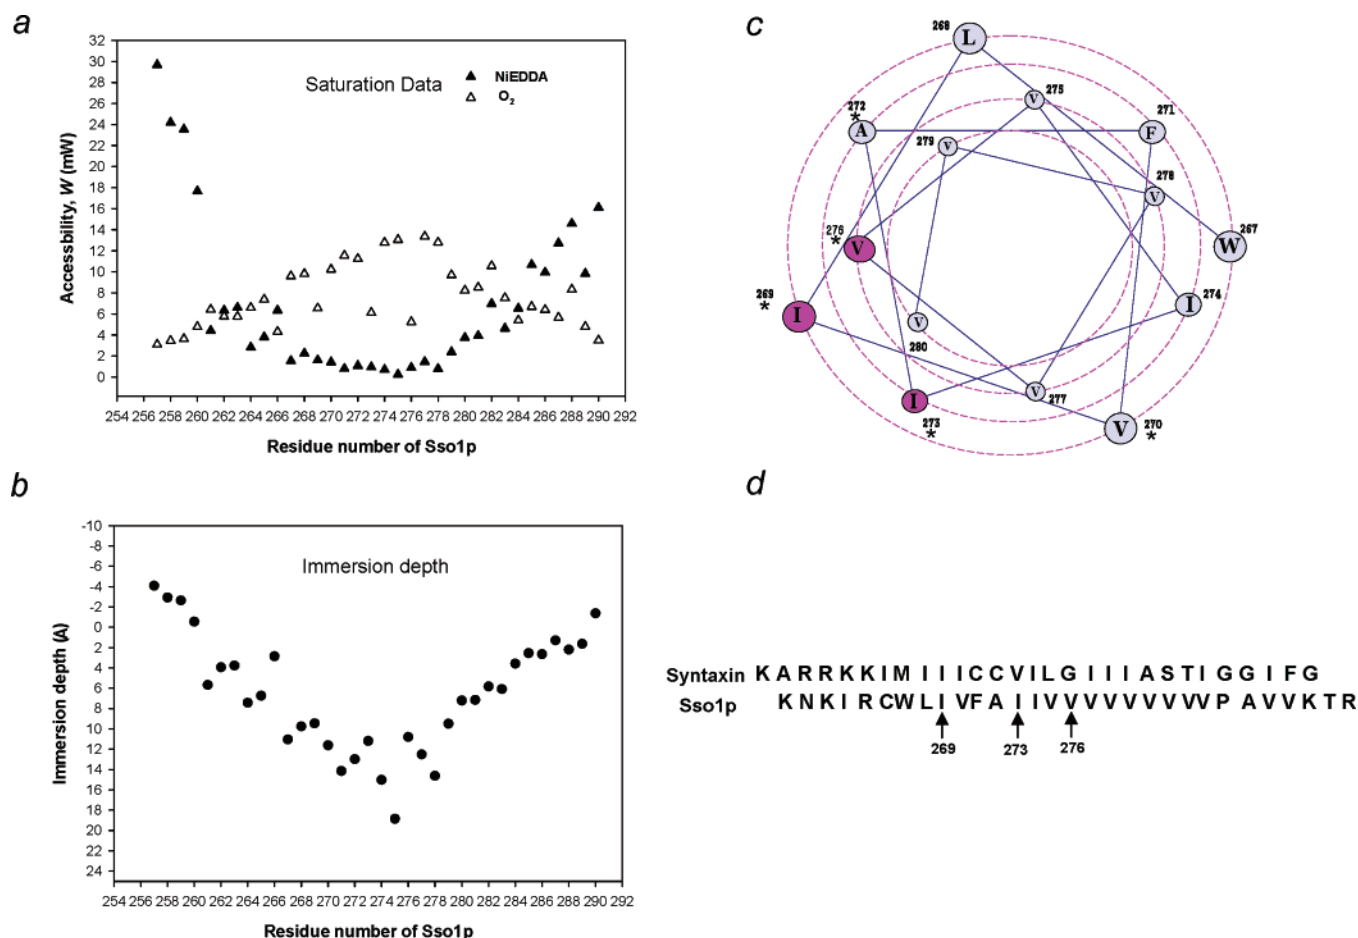 a
Saturation Data
NiEDDA
O2
Accessbility, W (mW)
32
30
28
26
24
22
20
18
16
14
12
10
8
6
4
2
0
254 256 258 260 262 264 266 268 270 272 274 276 278 280 282 284 286 288 290 292
Residue number of Sso1p
b
Immersion depth
Immersion depth (A)
-10
-8
-6
-4
-2
0
2
4
6
8
10
12
14
16
18
20
22
24
254 256 258 260 262 264 266 268 270 272 274 276 278 280 282 284 286 288 290 292
Residue number of Sso1p
c
268 L
275 V
272 * A
271 F
279 V
278 V
276 * V
267 W
269 * I
274 I
V 280
I 273 *
V 277
V 270 *
d
Syntaxin K A R R K K I M I I I C C V I L G I I I A S T I G G I F G
Sso1p K N K I R C W L I V F A I I V V V V V V V V V P A V V K T R
269 273 276